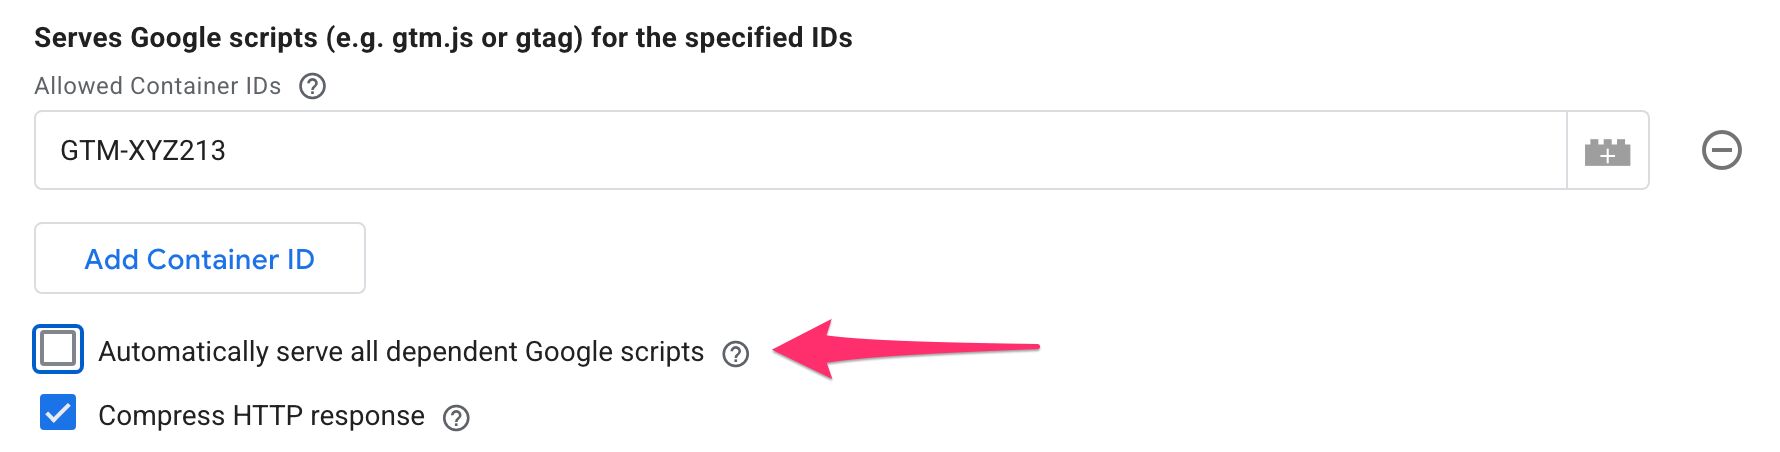 Serves Google scripts (e.g. gtm.js or gtag) for the specified IDs
Allowed Container IDs ?
GTM-XYZ213
Add Container ID
Automatically serve all dependent Google scripts ?
Compress HTTP response ?